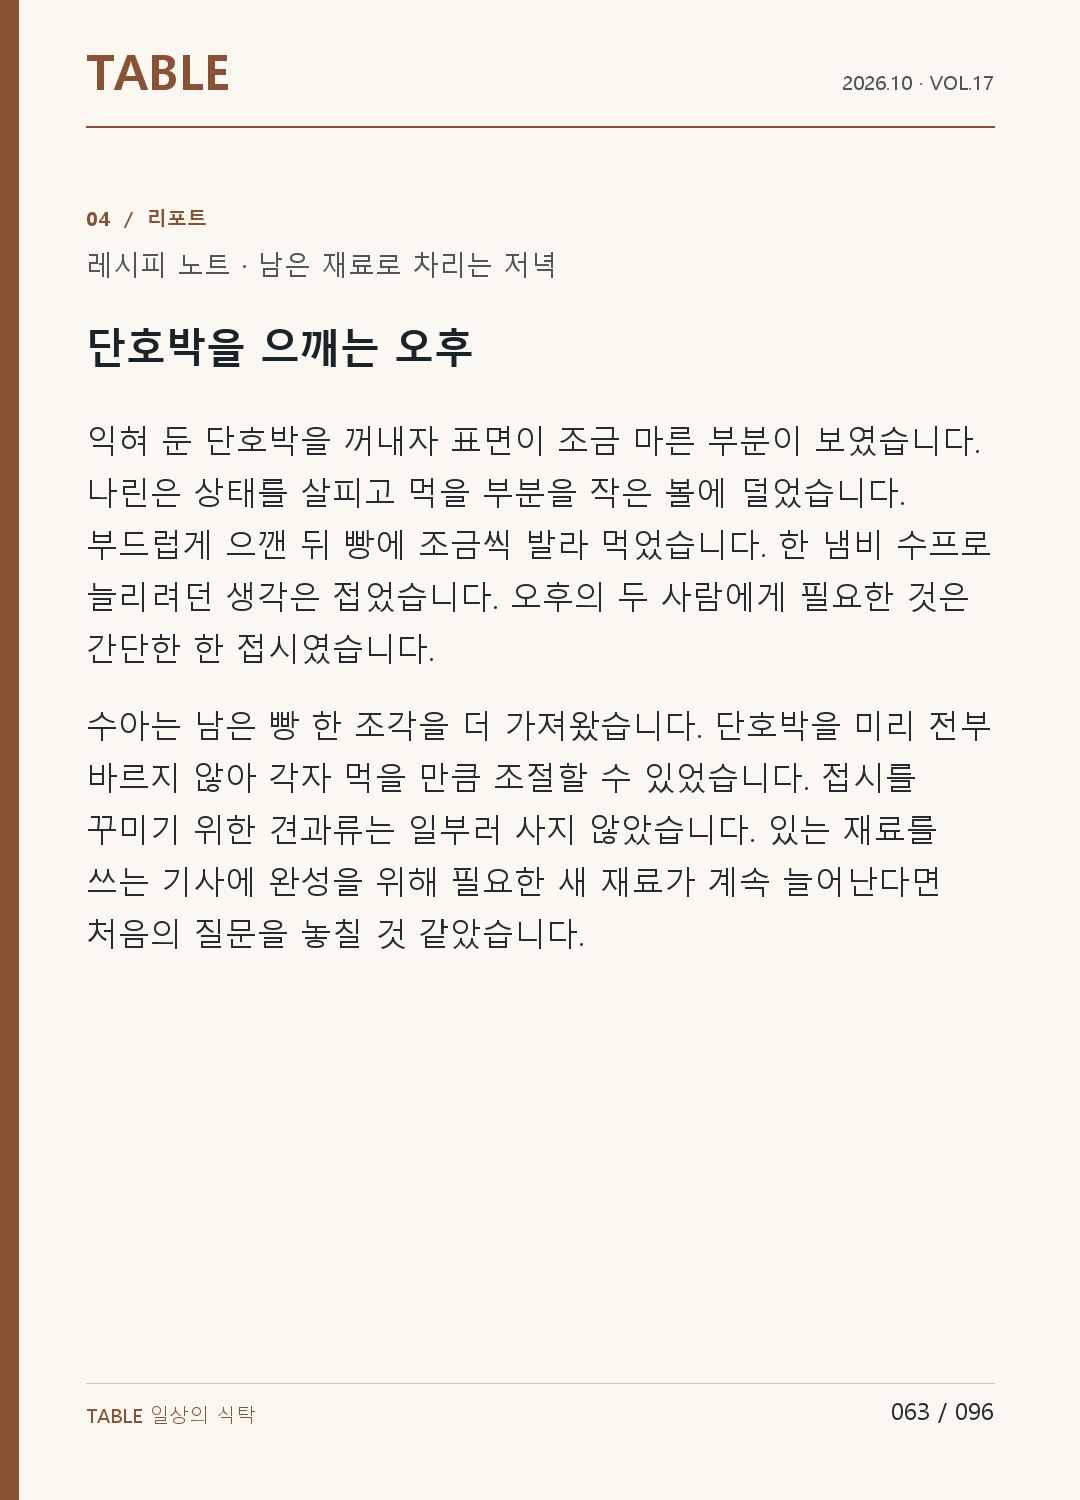 TABLE
2026.10 · VOL.17
04 / 리포트
레시피 노트 · 남은 재료로 차리는 저녁
단호박을 으깨는 오후
익혀 둔 단호박을 꺼내자 표면이 조금 마른 부분이 보였습니다.
나린은 상태를 살피고 먹을 부분을 작은 볼에 덜었습니다.
부드럽게 으깬 뒤 빵에 조금씩 발라 먹었습니다. 한 냄비 수프로
늘리려던 생각은 접었습니다. 오후의 두 사람에게 필요한 것은
간단한 한 접시였습니다.
수아는 남은 빵 한 조각을 더 가져왔습니다. 단호박을 미리 전부
바르지 않아 각자 먹을 만큼 조절할 수 있었습니다. 접시를
꾸미기 위한 견과류는 일부러 사지 않았습니다. 있는 재료를
쓰는 기사에 완성을 위해 필요한 새 재료가 계속 늘어난다면
처음의 질문을 놓칠 것 같았습니다.
TABLE 일상의 식탁
063 / 096